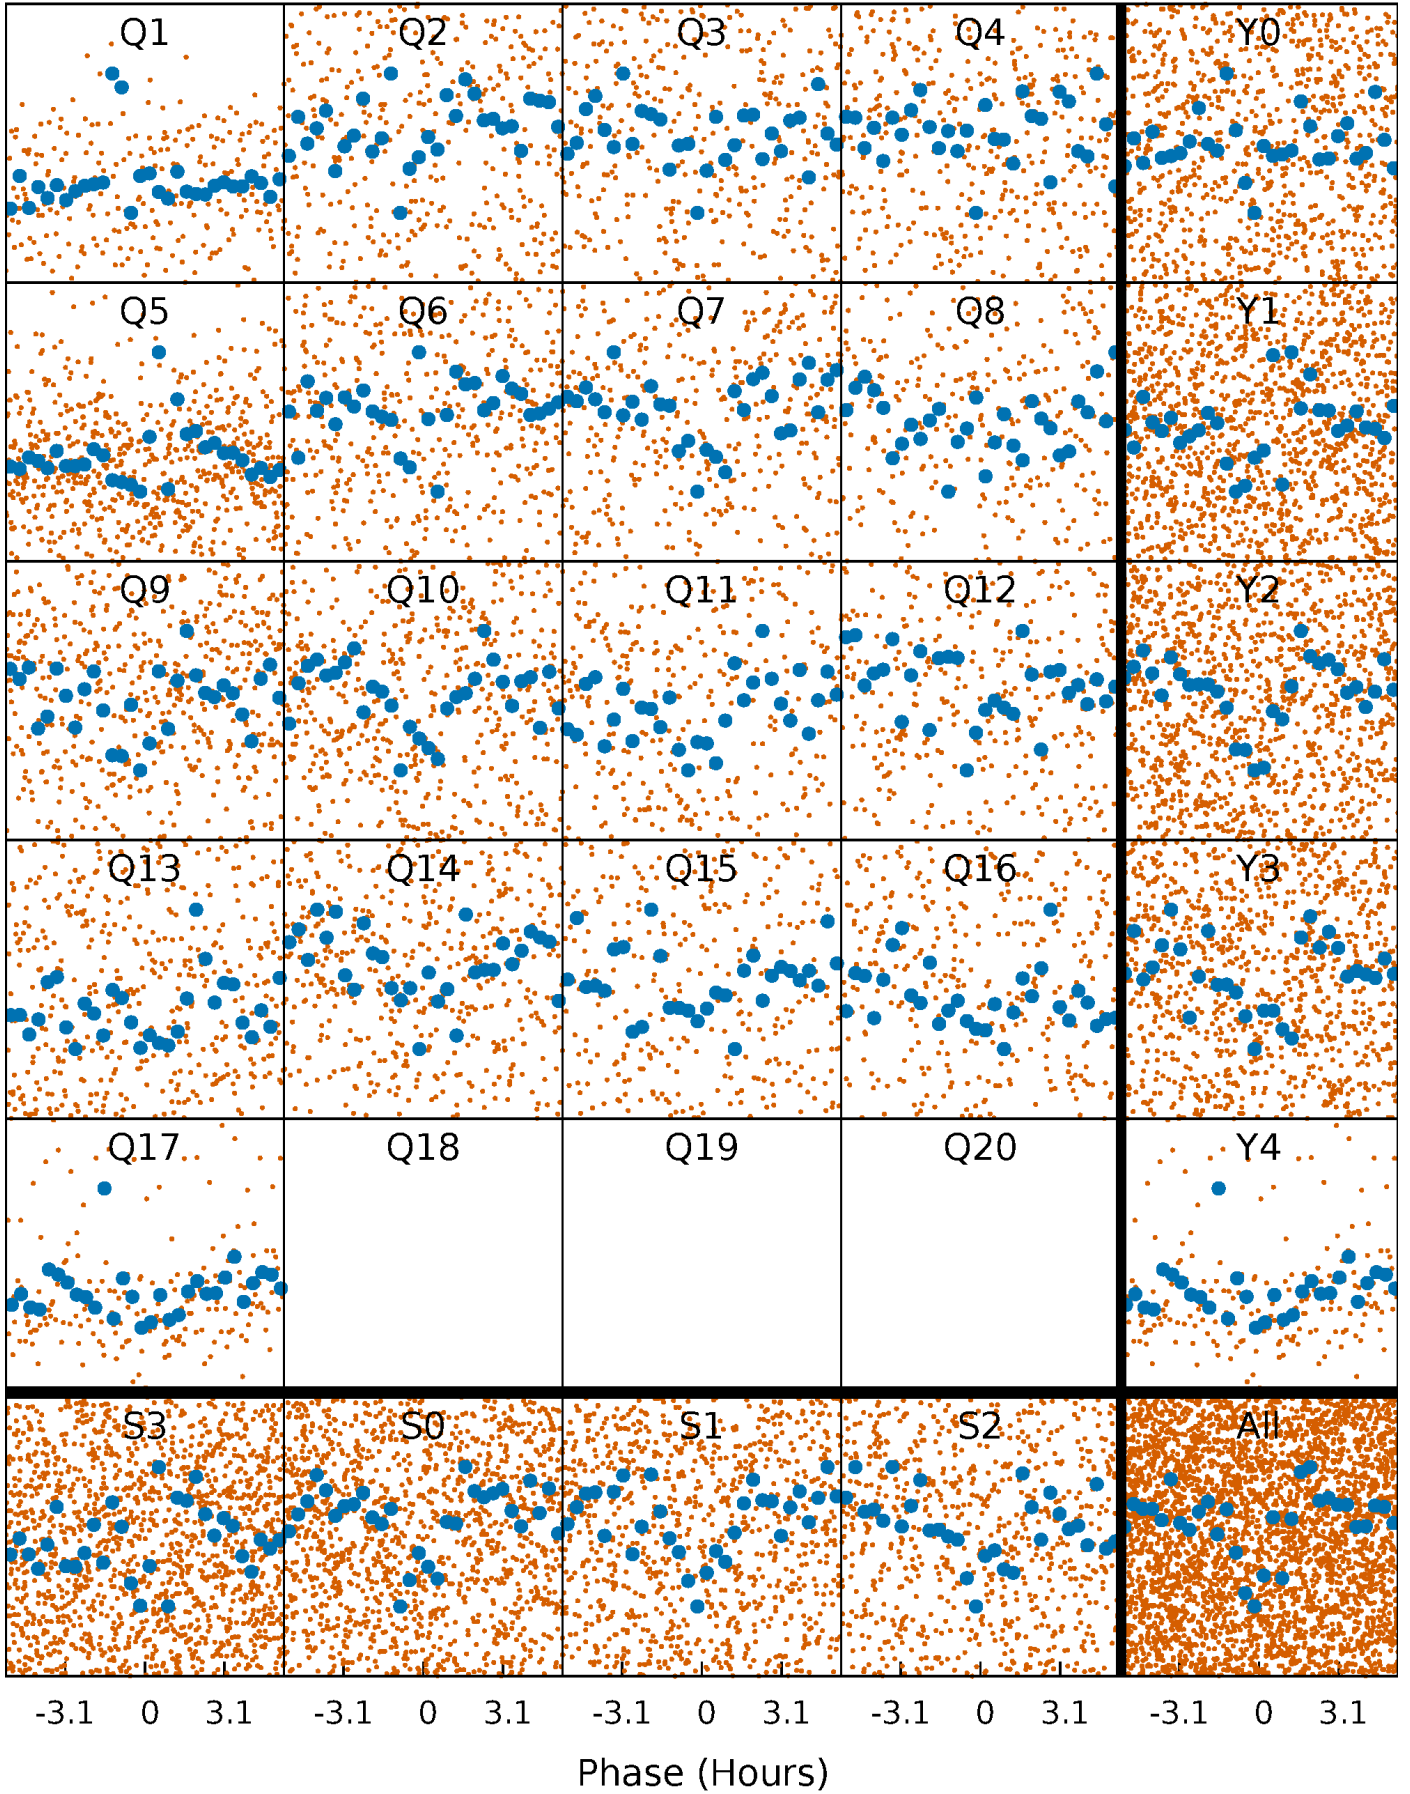 Q1 Q2 Q3 Q4 Y0
Q5 Q6 Q7 Q8 Y1
Q9 Q10 Q11 Q12 Y2
Q13 Q14 Q15 Q16 Y3
Q17 Q18 Q19 Q20 Y4
S3 S0 S1 S2 All
-3.1 0 3.1 -3.1 0 3.1 -3.1 0 3.1 -3.1 0 3.1 -3.1 0 3.1
Phase (Hours)